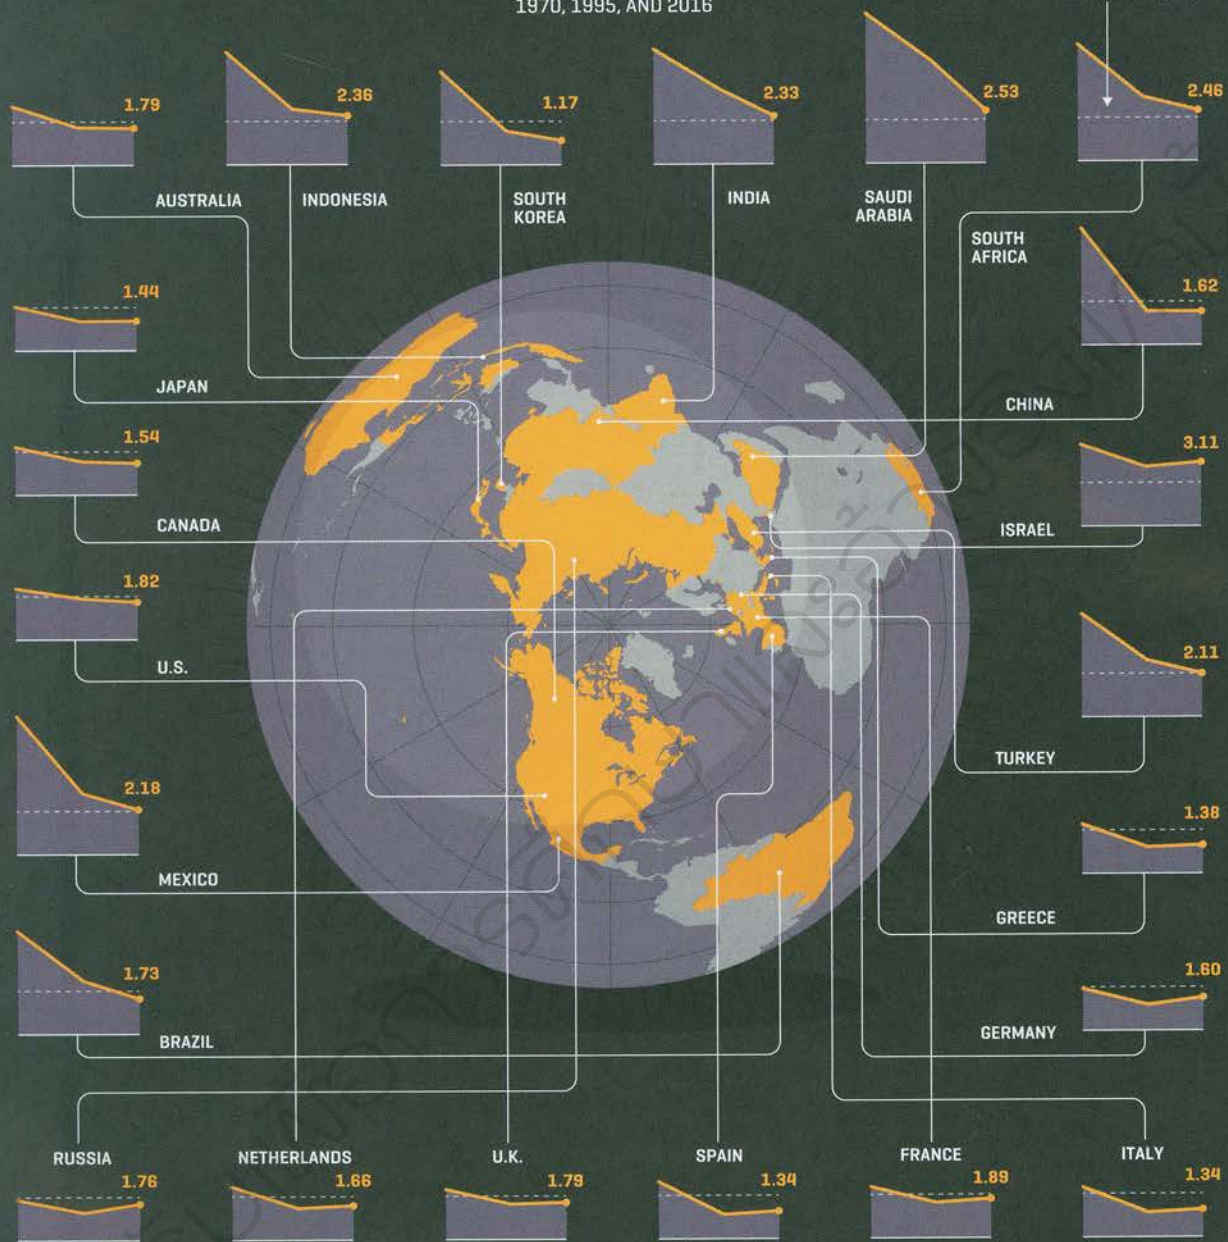 1970, 1995, AND 2016
1.79
2.36
1.17
2.33
2.53
2.46
AUSTRALIA
INDONESIA
SOUTH
KOREA
INDIA
SAUDI
ARABIA
SOUTH
AFRICA
1.44
1.62
JAPAN
CHINA
1.54
3.11
CANADA
ISRAEL
1.82
2.11
U.S.
TURKEY
2.18
1.38
MEXICO
GREECE
1.73
1.60
BRAZIL
GERMANY
RUSSIA
NETHERLANDS
U.K.
SPAIN
FRANCE
ITALY
1.76
1.66
1.79
1.34
1.89
1.34